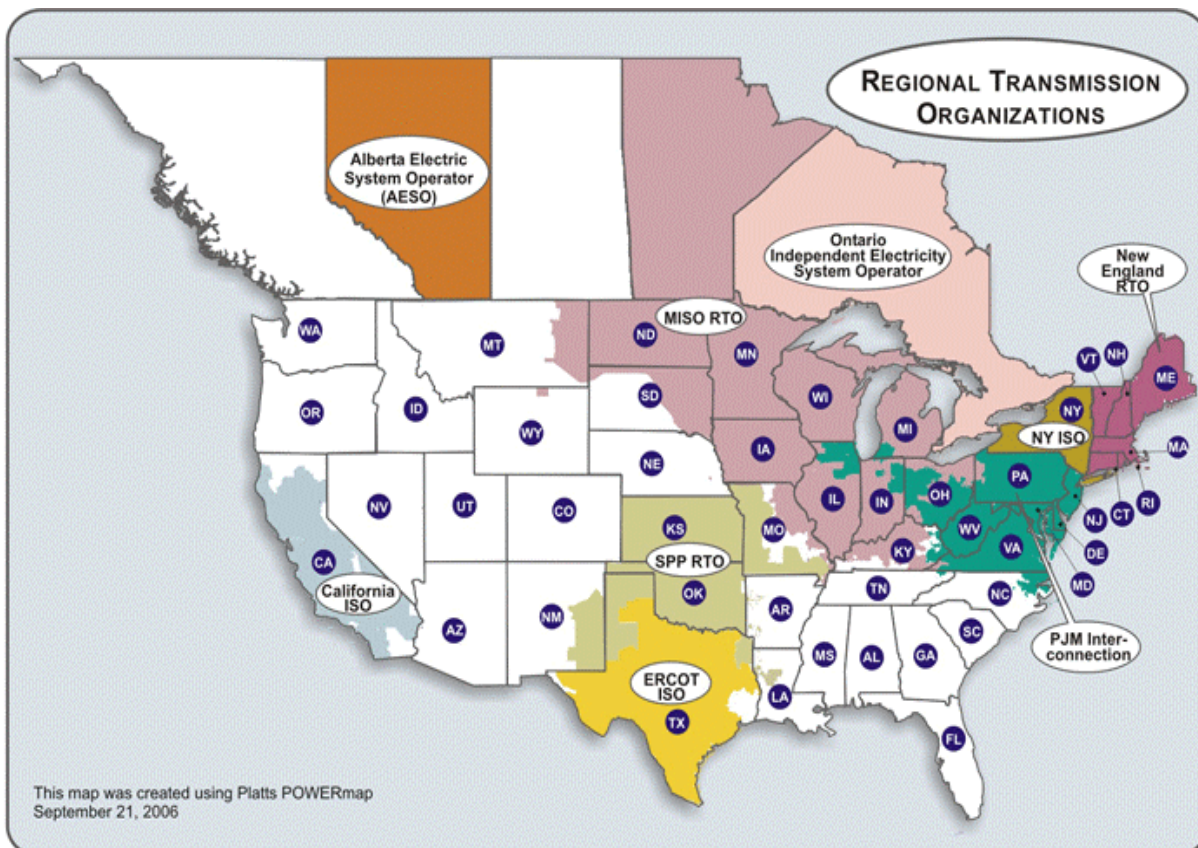 REGIONAL TRANSMISSION
ORGANIZATIONS
Alberta Electric
System Operator
(AESO)
Ontario
Independent Electricity
System Operator
New
England
RTO
MISO RTO
WA
MT
ND
MN
VT
NH
ME
OR
ID
SD
WI
MI
NY
NY ISO
WY
IA
MA
NE
PA
NV
UT
CO
IL
IN
OH
RI
CT
NJ
KS
MO
WV
VA
KY
DE
SPP RTO
CA
California
ISO
OK
TN
NC
MD
AZ
NM
AR
SC
MS
AL
GA
PJM Inter-
connection
ERCOT
ISO
LA
TX
FL
This map was created using Platts POWERmap
September 21, 2006